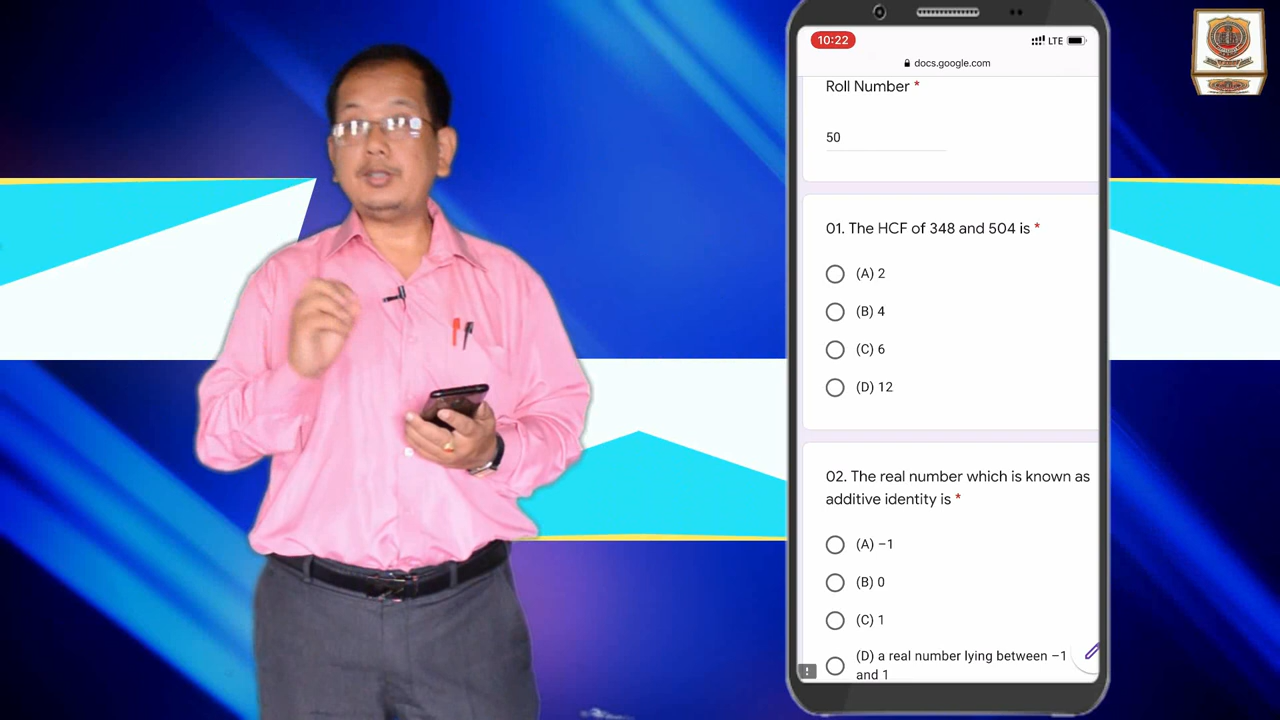 10:22
LTE
docs.google.com
Roll Number *
50
01. The HCF of 348 and 504 is *
(A) 2
(B) 4
(C) 6
(D) 12
02. The real number which is known as
additive identity is *
(A) −1
(B) 0
(C) 1
(D) a real number lying between −1
and 1